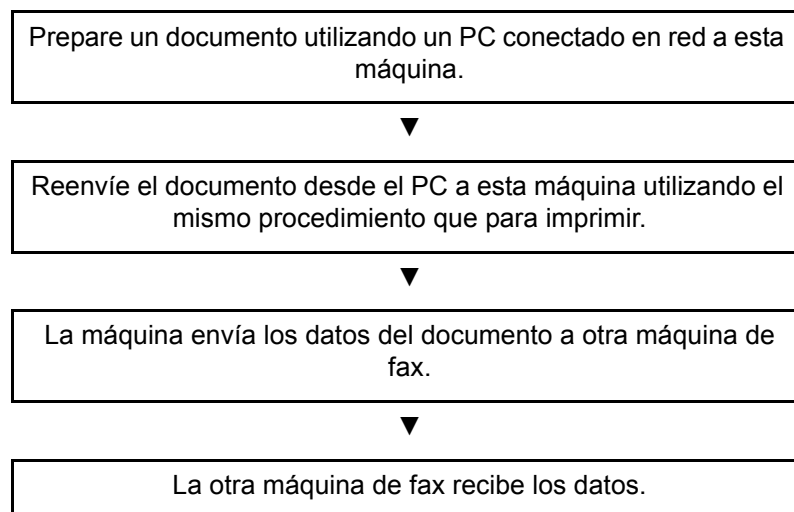 Prepare un documento utilizando un PC conectado en red a esta
máquina.
▼
Reenvíe el documento desde el PC a esta máquina utilizando el
mismo procedimiento que para imprimir.
▼
La máquina envía los datos del documento a otra máquina de
fax.
▼
La otra máquina de fax recibe los datos.